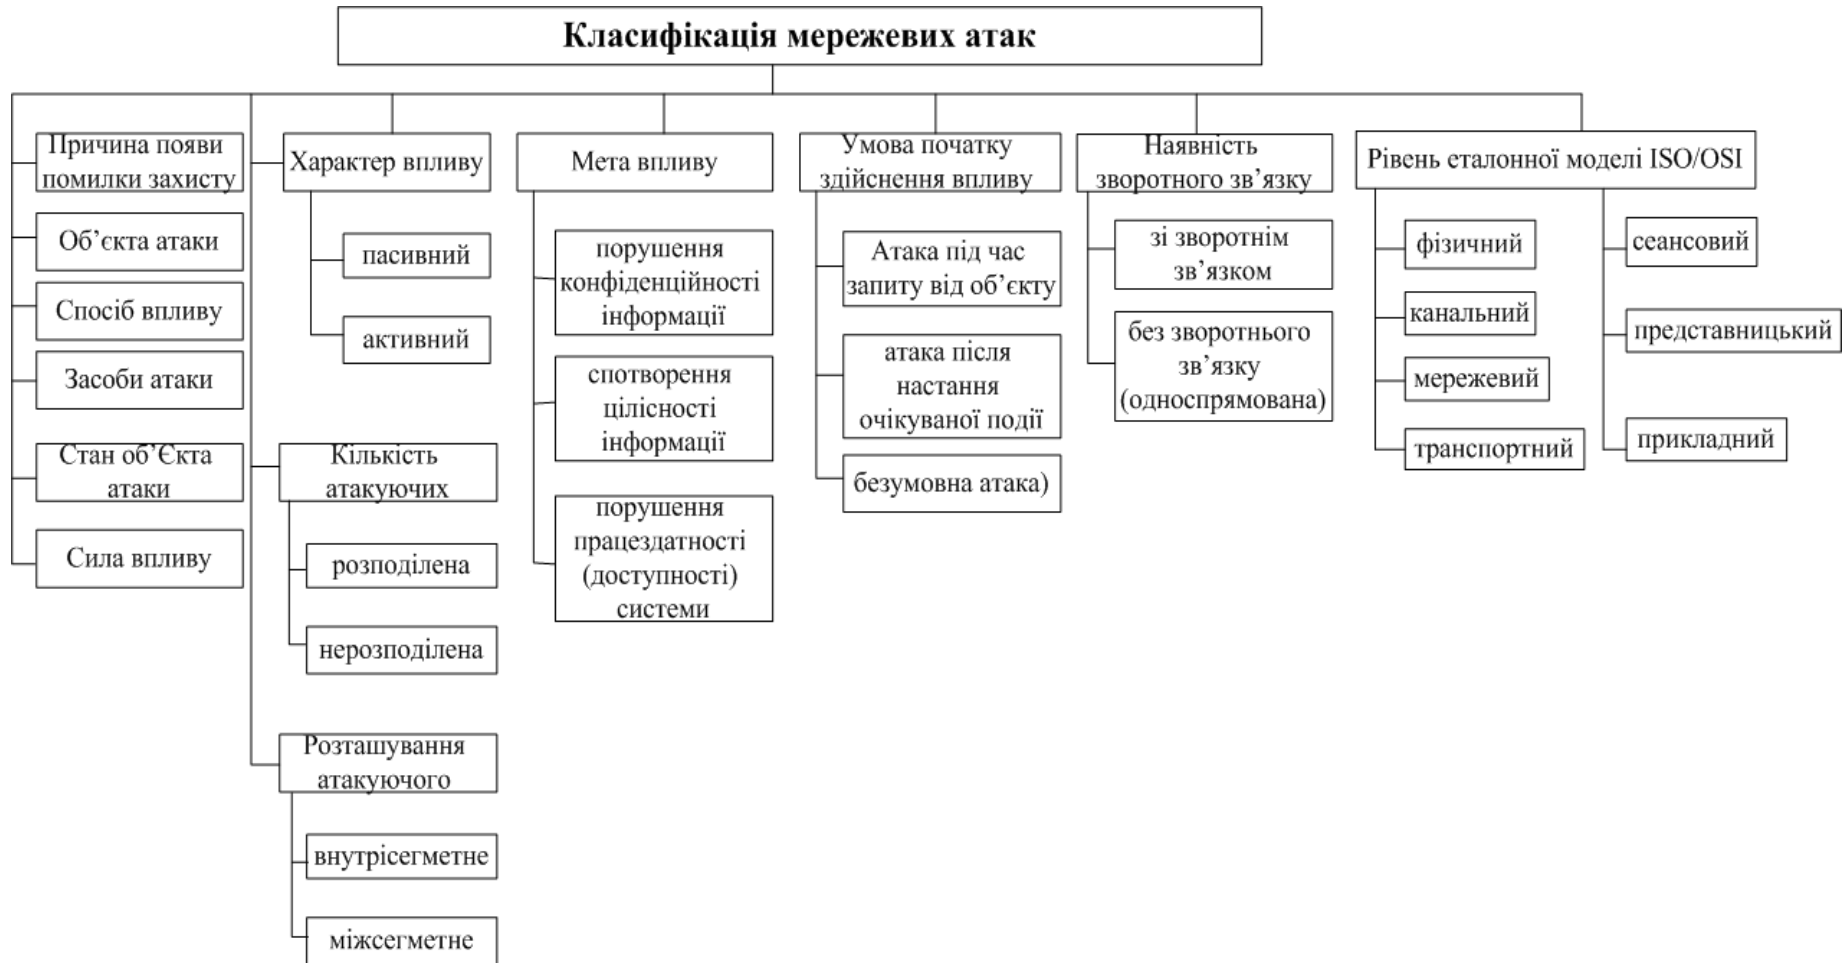 Класифікація мережевих атак
Причина появи
помилки захисту
Об’єкта атаки
Спосіб впливу
Засоби атаки
Стан об’Єкта
атаки
Сила впливу
Характер впливу
пасивний
активний
Кількість
атакуючих
розподілена
нерозподілена
Розташування
атакуючого
внутрісегметне
міжсегметне
Мета впливу
порушення
конфіденційності
інформації
спотворення
цілісності
інформації
порушення
працездатності
(доступності)
системи
Умова початку
здійснення впливу
Атака під час
запиту від об’єкту
атака після
настання
очікуваної події
безумовна атака)
Наявність
зворотного зв’язку
зі зворотнім
зв’язком
без зворотнього
зв’язку
(односпрямована)
Рівень еталонної моделі ISO/OSI
фізичний
канальний
мережевий
транспортний
сеансовий
представницький
прикладний